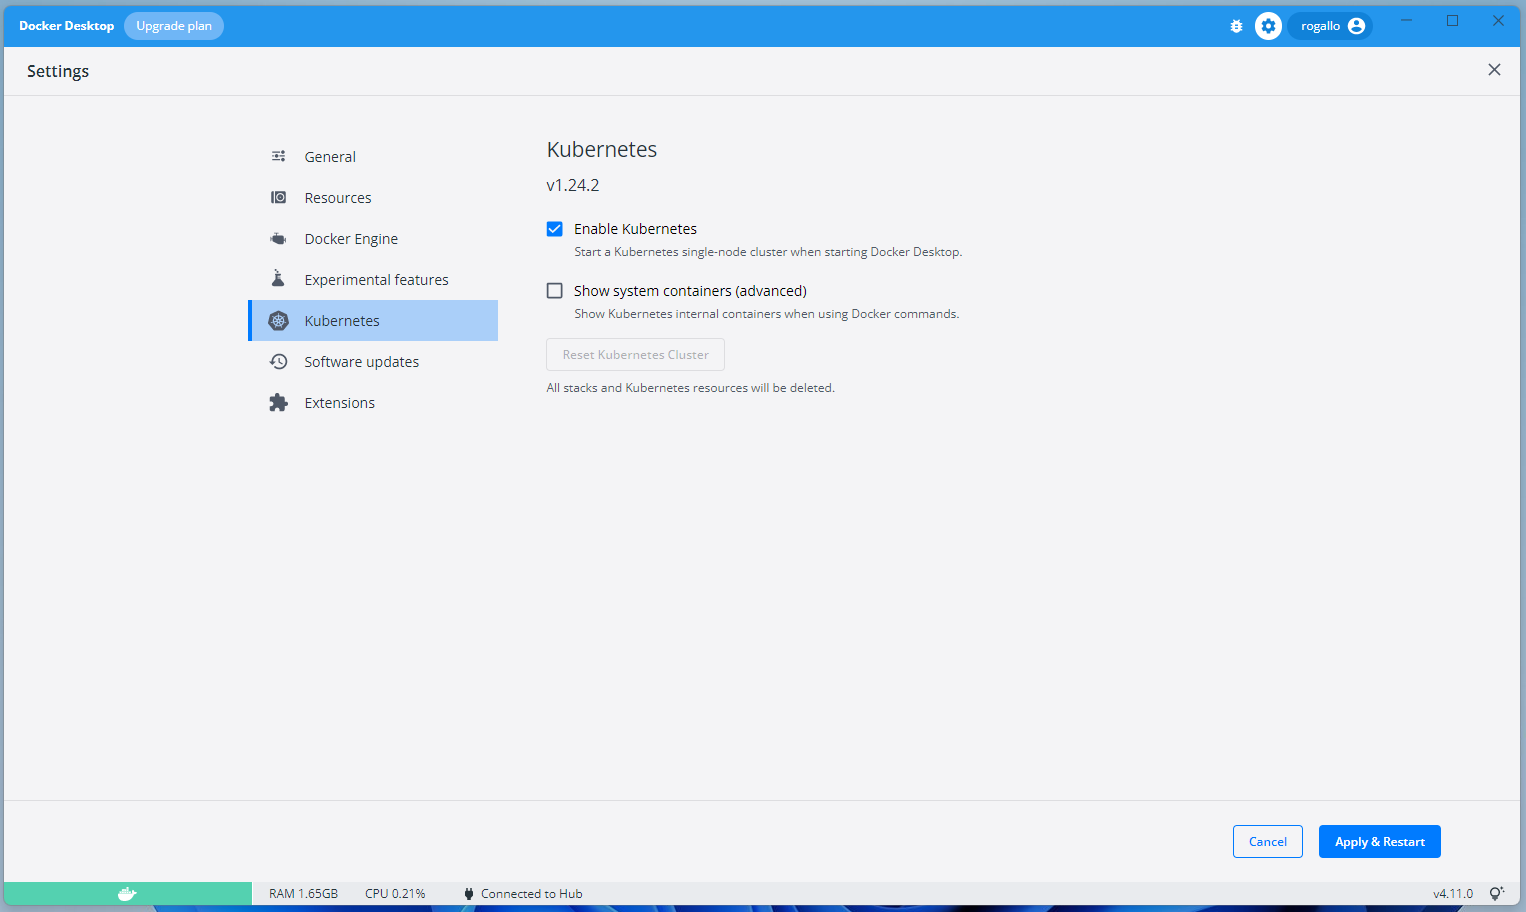 Docker Desktop Upgrade plan rogallo
Settings
General
Resources
Docker Engine
Experimental features
Kubernetes
Software updates
Extensions
Kubernetes
v1.24.2
Enable Kubernetes
Start a Kubernetes single-node cluster when starting Docker Desktop.
Show system containers (advanced)
Show Kubernetes internal containers when using Docker commands.
Reset Kubernetes Cluster
All stacks and Kubernetes resources will be deleted.
Cancel Apply & Restart
RAM 1.65GB CPU 0.21% Connected to Hub v4.11.0